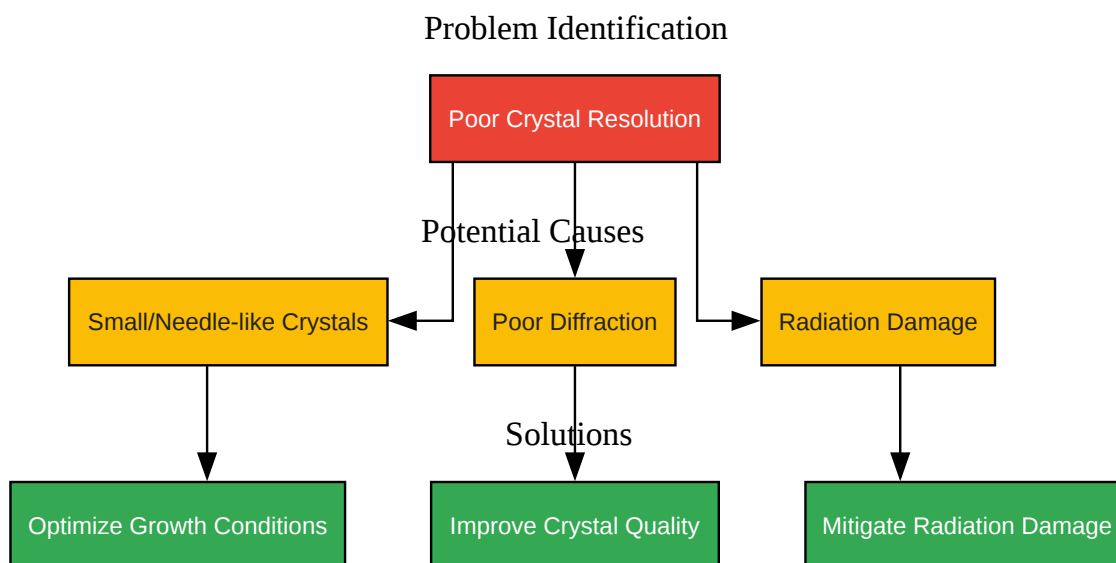 Problem Identification
Poor Crystal Resolution
Potential Causes
Small/Needle-like Crystals
Poor Diffraction
Radiation Damage
Solutions
Optimize Growth Conditions
Improve Crystal Quality
Mitigate Radiation Damage